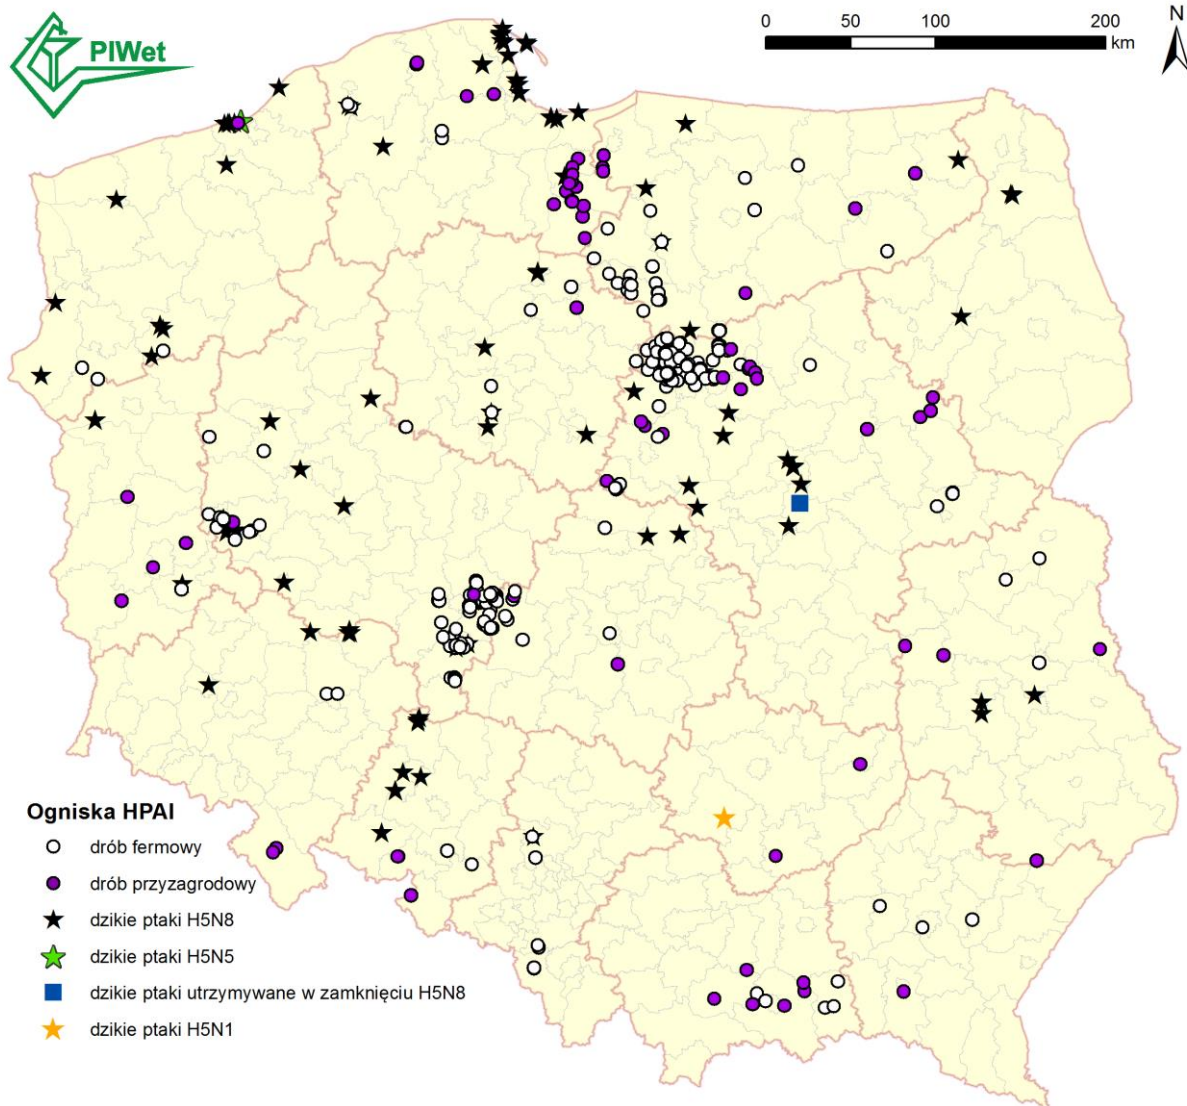 PIWet
0 50 100 200
km
N
Ogniska HPAI
drób fermowy
drób przyzagrodowy
dzikie ptaki H5N8
dzikie ptaki H5N5
dzikie ptaki utrzymywane w zamknięciu H5N8
dzikie ptaki H5N1